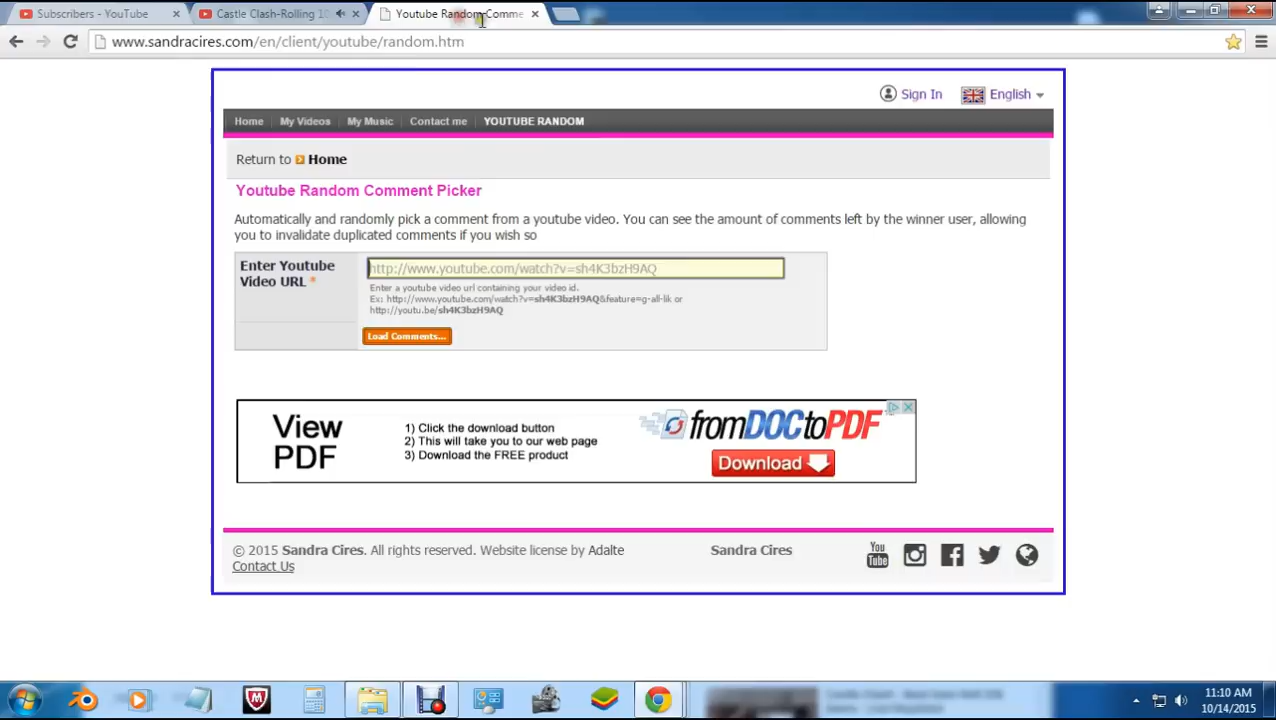 Subscribers - YouTube
Castle Clash-Rolling 10
Youtube Random Comme
www.sandracires.com/en/client/youtube/random.htm
Sign In
English
Home My Videos My Music Contact me YOUTUBE RANDOM
Return to Home
Youtube Random Comment Picker
Automatically and randomly pick a comment from a youtube video. You can see the amount of comments left by the winner user, allowing
you to invalidate duplicated comments if you wish so
Enter Youtube
Video URL *
http://www.youtube.com/watch?v=sh4K3bzH9AQ
Enter a youtube video url containing your video id.
Ex: http://www.youtube.com/watch?v=sh4K3bzH9AQ&feature=g-all-lik or
http://youtu.be/sh4K3bzH9AQ
Load Comments...
View
PDF
1) Click the download button
2) This will take you to our web page
3) Download the FREE product
fromDOCtoPDF
Download
© 2015 Sandra Cires. All rights reserved. Website license by Adalte
Contact Us
Sandra Cires
You
Tube
11:10 AM
10/14/2015